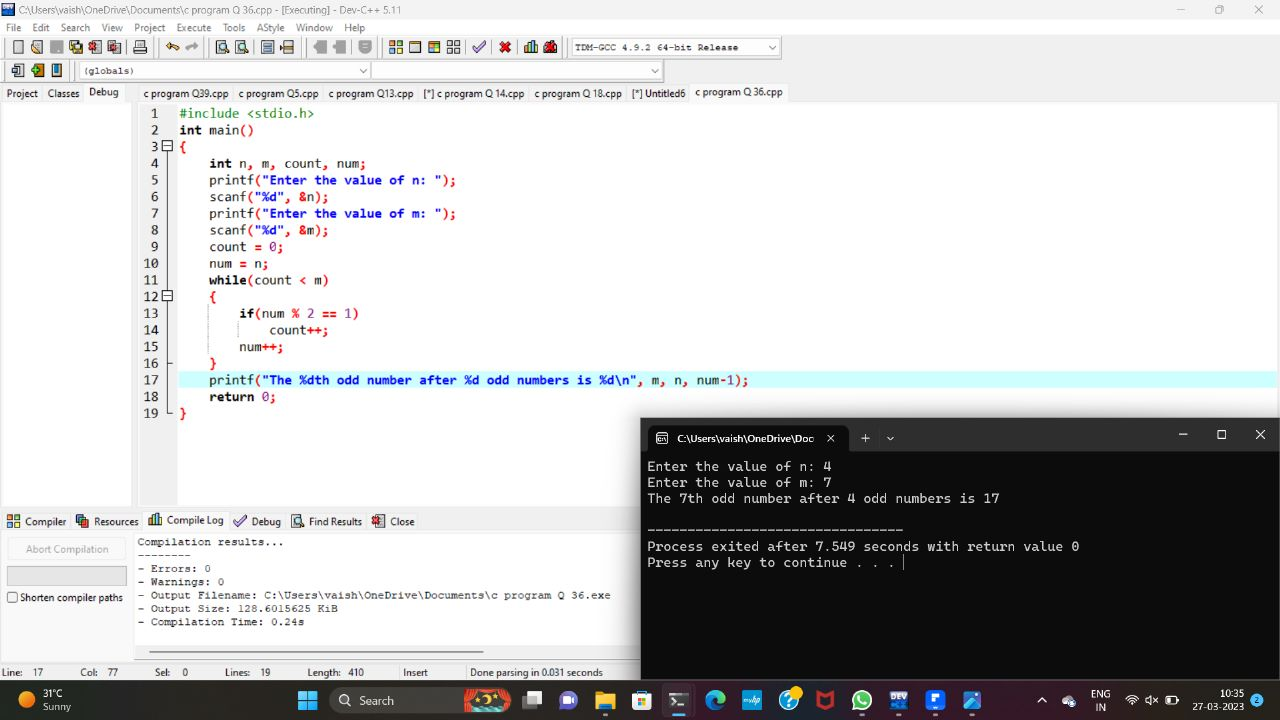 C:\Users\vaish\OneDrive\Documents\c program Q 36.cpp - [Executing] - Dev-C++ 5.11
File Edit Search View Project Execute Tools AStyle Window Help
TDM-GCC 4.9.2 64-bit Release
(globals)
Project Classes Debug
c program Q39.cpp c program Q5.cpp c program Q13.cpp [*] c program Q 14.cpp c program Q 18.cpp [*] Untitled6 c program Q 36.cpp
1 #include <stdio.h>
2 int main()
3 {
4 int n, m, count, num;
5 printf("Enter the value of n: ");
6 scanf("%d", &n);
7 printf("Enter the value of m: ");
8 scanf("%d", &m);
9 count = 0;
10 num = n;
11 while(count < m)
12 {
13 if(num % 2 == 1)
14 count++;
15 num++;
16 }
17 printf("The %dth odd number after %d odd numbers is %d\n", m, n, num-1);
18 return 0;
19 }
C:\Users\vaish\OneDrive\Doc
Enter the value of n: 4
Enter the value of m: 7
The 7th odd number after 4 odd numbers is 17
--------------------------------
Process exited after 7.549 seconds with return value 0
Press any key to continue . . .
Compiler Resources Compile Log Debug Find Results Close
Abort Compilation
Shorten compiler paths
Compilation results...
--------
- Errors: 0
- Warnings: 0
- Output Filename: C:\Users\vaish\OneDrive\Documents\c program Q 36.exe
- Output Size: 128.6015625 KiB
- Compilation Time: 0.24s
Line: 17 Col: 77 Sel: 0 Lines: 19 Length: 410 Insert Done parsing in 0.031 seconds
31°C
Sunny
Search
ENG
IN
10:35
27-03-2023
2